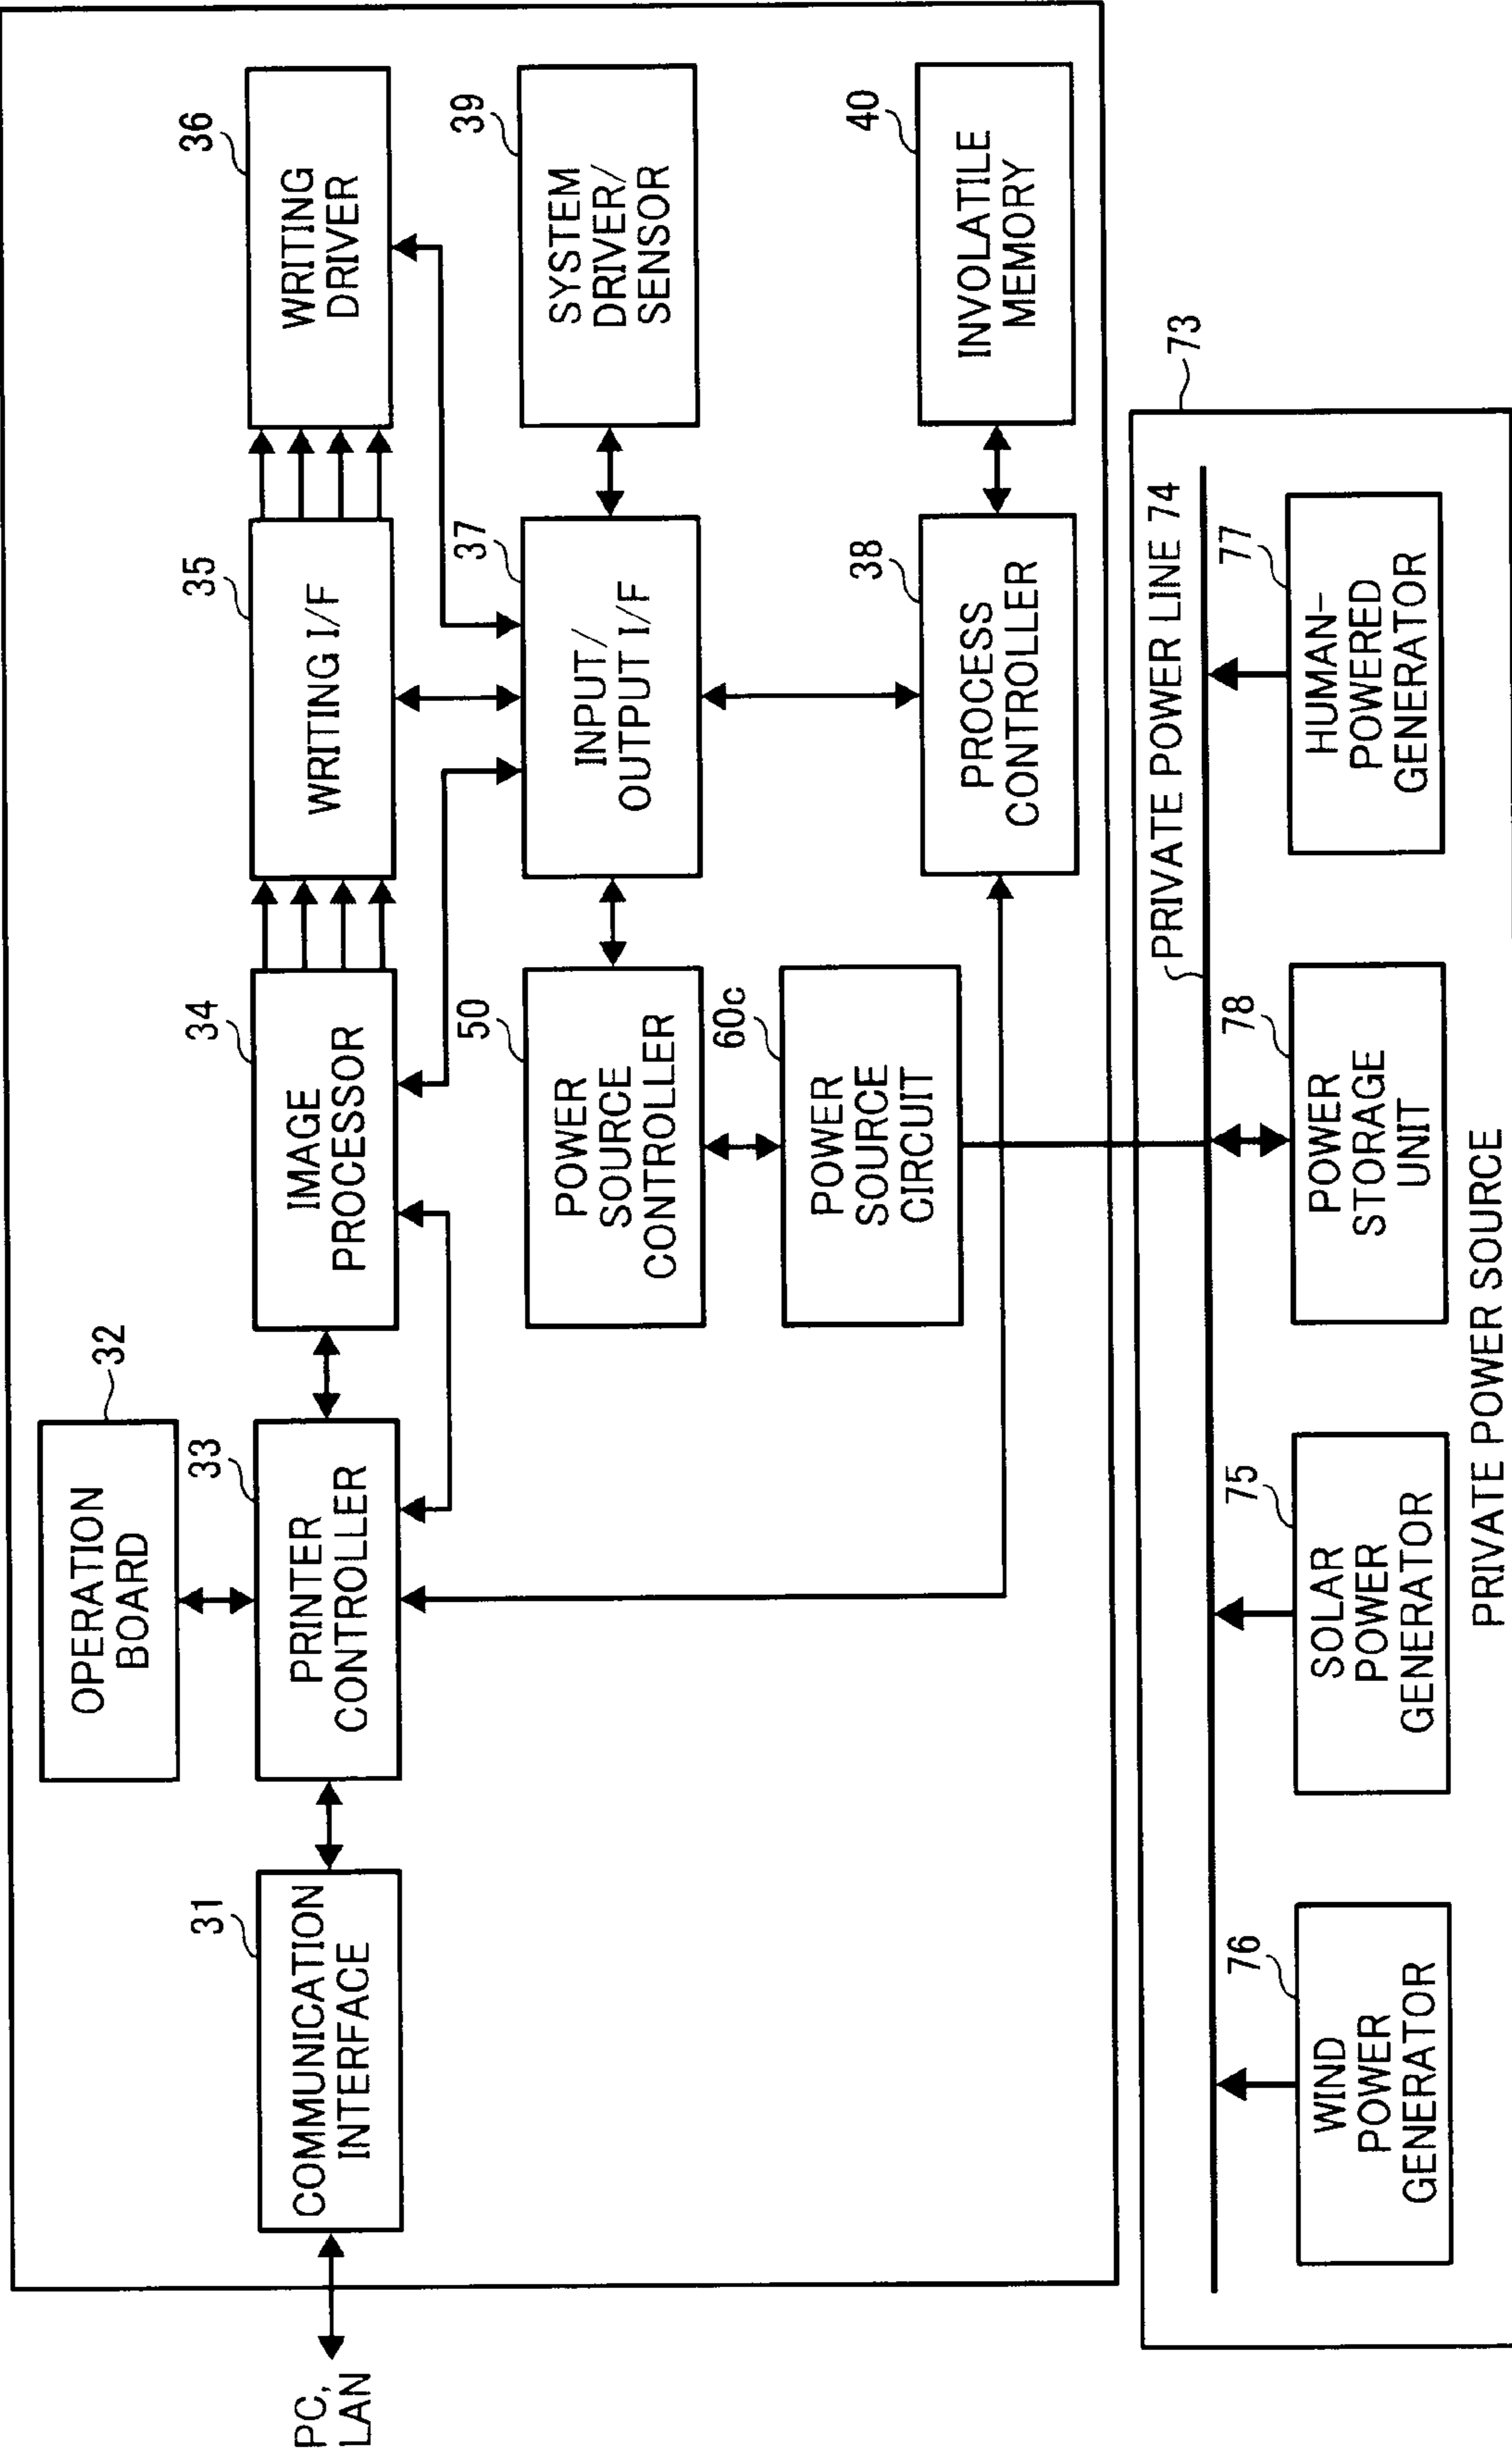 OPERATION
BOARD
32
PC,
LAN
31
COMMUNICATION
INTERFACE
33
PRINTER
CONTROLLER
34
IMAGE
PROCESSOR
35
WRITING I/F
36
WRITING
DRIVER
50
POWER
SOURCE
CONTROLLER
37
INPUT/
OUTPUT I/F
39
SYSTEM
DRIVER/
SENSOR
60c
POWER
SOURCE
CIRCUIT
38
PROCESS
CONTROLLER
40
INVOLATILE
MEMORY
73
PRIVATE POWER LINE 74
76
WIND
POWER
GENERATOR
75
SOLAR
POWER
GENERATOR
78
POWER
STORAGE
UNIT
77
HUMAN-
POWERED
GENERATOR
PRIVATE POWER SOURCE